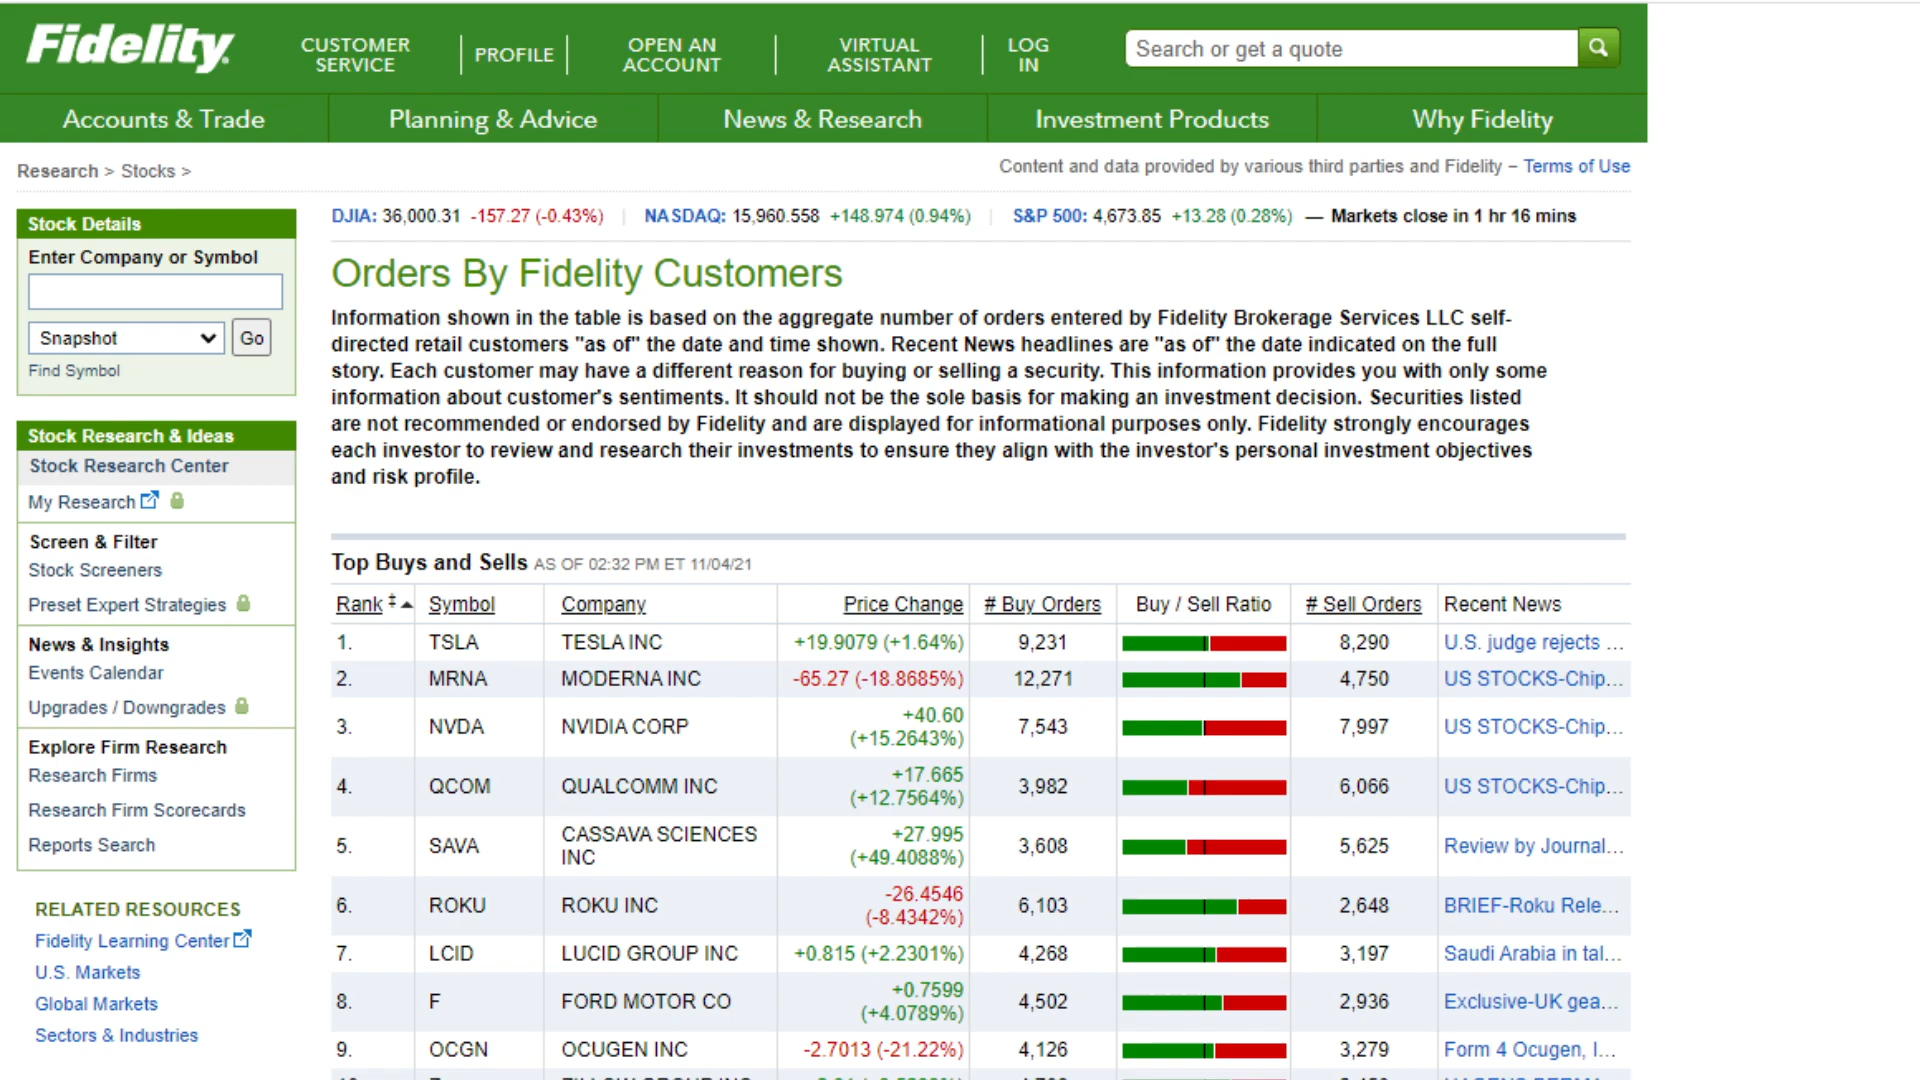 Fidelity
CUSTOMER SERVICE
PROFILE
OPEN AN ACCOUNT
VIRTUAL ASSISTANT
LOG IN
Search or get a quote
Accounts & Trade
Planning & Advice
News & Research
Investment Products
Why Fidelity
Research > Stocks >
Content and data provided by various third parties and Fidelity – Terms of Use
DJIA: 36,000.31 -157.27 (-0.43%) | NASDAQ: 15,960.558 +148.974 (0.94%) | S&P 500: 4,673.85 +13.28 (0.28%) — Markets close in 1 hr 16 mins
Stock Details
Enter Company or Symbol
Snapshot
Go
Find Symbol
Stock Research & Ideas
Stock Research Center
My Research
Screen & Filter
Stock Screeners
Preset Expert Strategies
News & Insights
Events Calendar
Upgrades / Downgrades
Explore Firm Research
Research Firms
Research Firm Scorecards
Reports Search
RELATED RESOURCES
Fidelity Learning Center
U.S. Markets
Global Markets
Sectors & Industries
Orders By Fidelity Customers
Information shown in the table is based on the aggregate number of orders entered by Fidelity Brokerage Services LLC self-
directed retail customers "as of" the date and time shown. Recent News headlines are "as of" the date indicated on the full
story. Each customer may have a different reason for buying or selling a security. This information provides you with only some
information about customer's sentiments. It should not be the sole basis for making an investment decision. Securities listed
are not recommended or endorsed by Fidelity and are displayed for informational purposes only. Fidelity strongly encourages
each investor to review and research their investments to ensure they align with the investor's personal investment objectives
and risk profile.
Top Buys and Sells AS OF 02:32 PM ET 11/04/21
Rank ‡ Symbol Company Price Change # Buy Orders Buy / Sell Ratio # Sell Orders Recent News
1. TSLA TESLA INC +19.9079 (+1.64%) 9,231 8,290 U.S. judge rejects ...
2. MRNA MODERNA INC -65.27 (-18.8685%) 12,271 4,750 US STOCKS-Chip...
3. NVDA NVIDIA CORP +40.60 (+15.2643%) 7,543 7,997 US STOCKS-Chip...
4. QCOM QUALCOMM INC +17.665 (+12.7564%) 3,982 6,066 US STOCKS-Chip...
5. SAVA CASSAVA SCIENCES INC +27.995 (+49.4088%) 3,608 5,625 Review by Journal...
6. ROKU ROKU INC -26.4546 (-8.4342%) 6,103 2,648 BRIEF-Roku Rele...
7. LCID LUCID GROUP INC +0.815 (+2.2301%) 4,268 3,197 Saudi Arabia in tal...
8. F FORD MOTOR CO +0.7599 (+4.0789%) 4,502 2,936 Exclusive-UK gea...
9. OCGN OCUGEN INC -2.7013 (-21.22%) 4,126 3,279 Form 4 Ocugen, I...